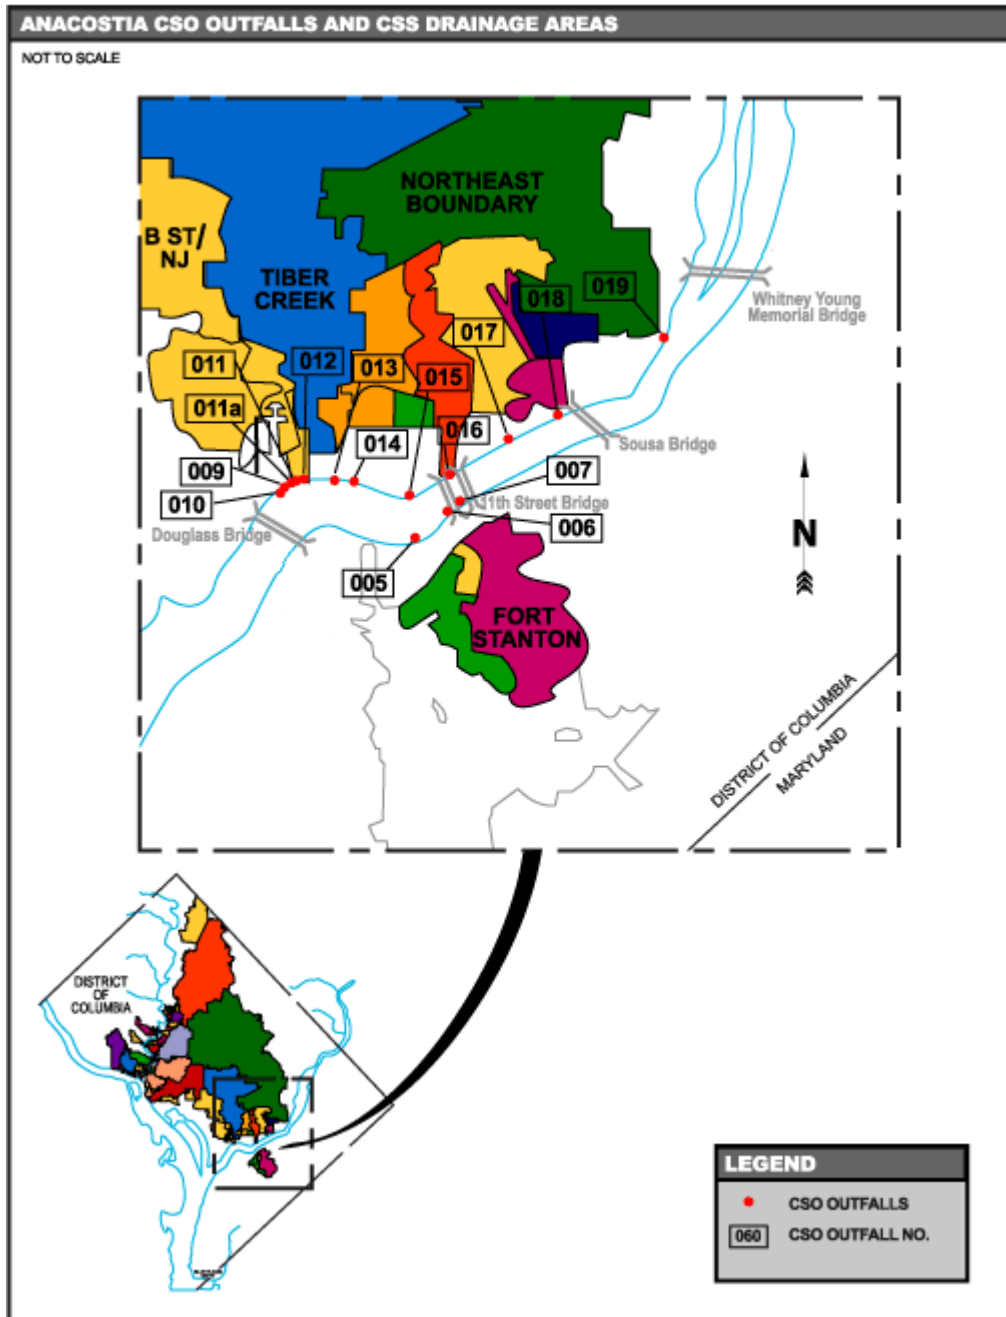 ANACOSTIA CSO OUTFALLS AND CSS DRAINAGE AREAS
NOT TO SCALE
NORTHEAST
BOUNDARY
B ST/
NJ
TIBER
CREEK
018
019
Whitney Young
Memorial Bridge
017
011
012
013
015
011a
016
014
Sousa Bridge
009
007
010
11th Street Bridge
Douglass Bridge
006
005
N
FORT
STANTON
DISTRICT OF COLUMBIA
MARYLAND
DISTRICT
OF
COLUMBIA
LEGEND
CSO OUTFALLS
060
CSO OUTFALL NO.